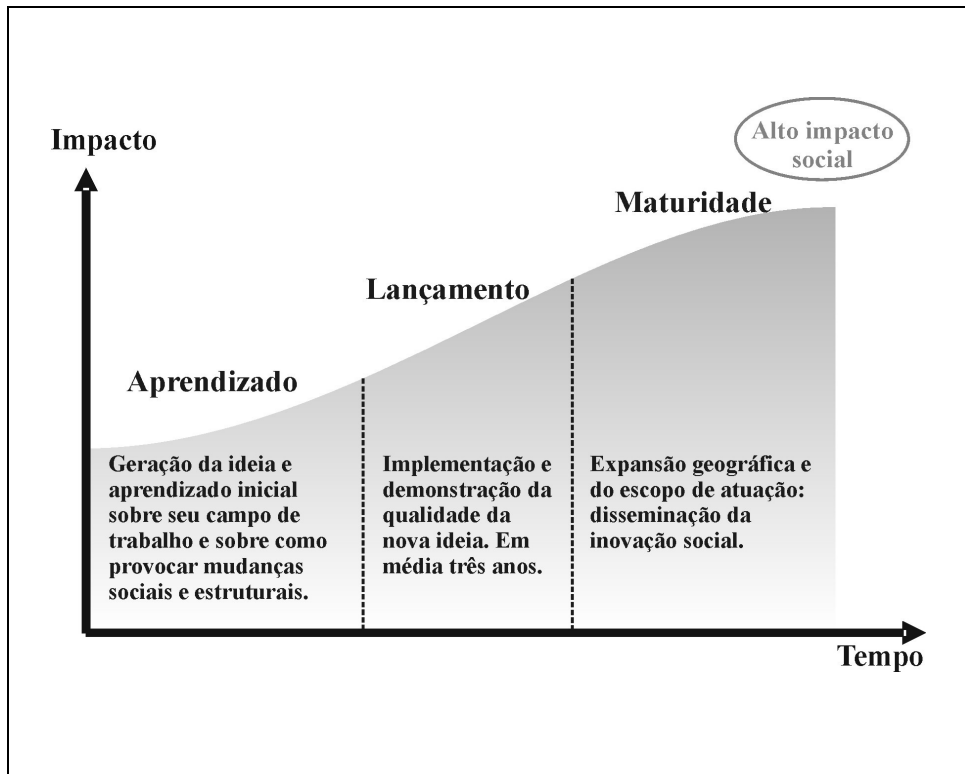 Alto impacto
social
Impacto
Maturidade
Lançamento
Aprendizado
Geração da ideia e
aprendizado inicial
sobre seu campo de
trabalho e sobre como
provocar mudanças
sociais e estruturais.
Implementação e
demonstração da
qualidade da
nova ideia. Em
média três anos.
Expansão geográfica e
do escopo de atuação:
disseminação da
inovação social.
Tempo